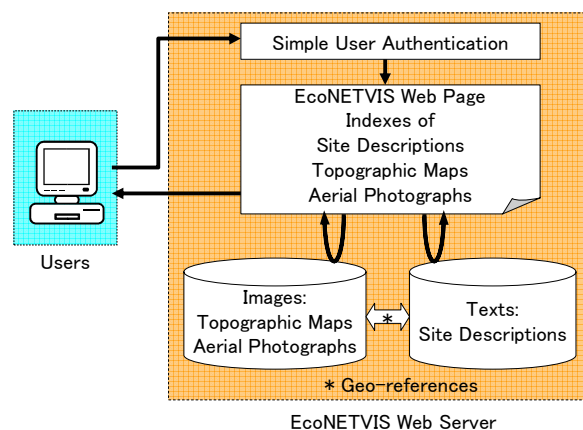 Simple User Authentication
EcoNETVIS Web Page
Indexes of
Site Descriptions
Topographic Maps
Aerial Photographs
Users
Images:
Topographic Maps
Aerial Photographs
*
Texts:
Site Descriptions
* Geo-references
EcoNETVIS Web Server